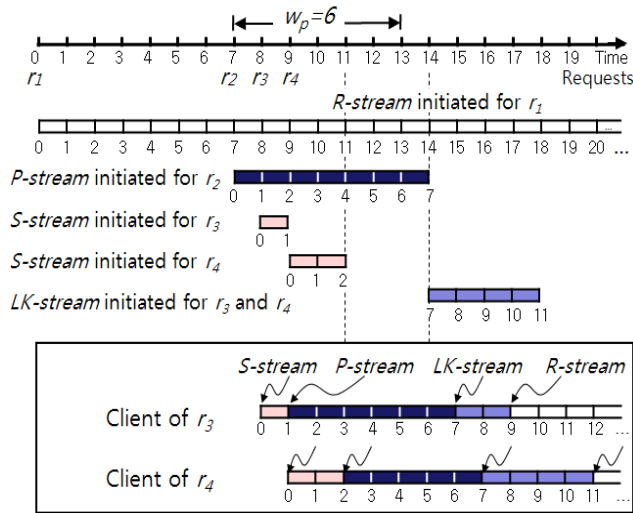 w_p=6
0 1 2 3 4 5 6 7 8 9 10 11 12 13 14 15 16 17 18 19 Time
r1 r2 r3 r4 Requests
R-stream initiated for r1
...
0 1 2 3 4 5 6 7 8 9 10 11 12 13 14 15 16 17 18 19 20 ...
P-stream initiated for r2
0 1 2 3 4 5 6 7
S-stream initiated for r3
0 1
S-stream initiated for r4
0 1 2
LK-stream initiated for r3 and r4
7 8 9 10 11
S-stream P-stream LK-stream R-stream
Client of r3
0 1 2 3 4 5 6 7 8 9 10 11 12 ...
Client of r4
0 1 2 3 4 5 6 7 8 9 10 11 ...